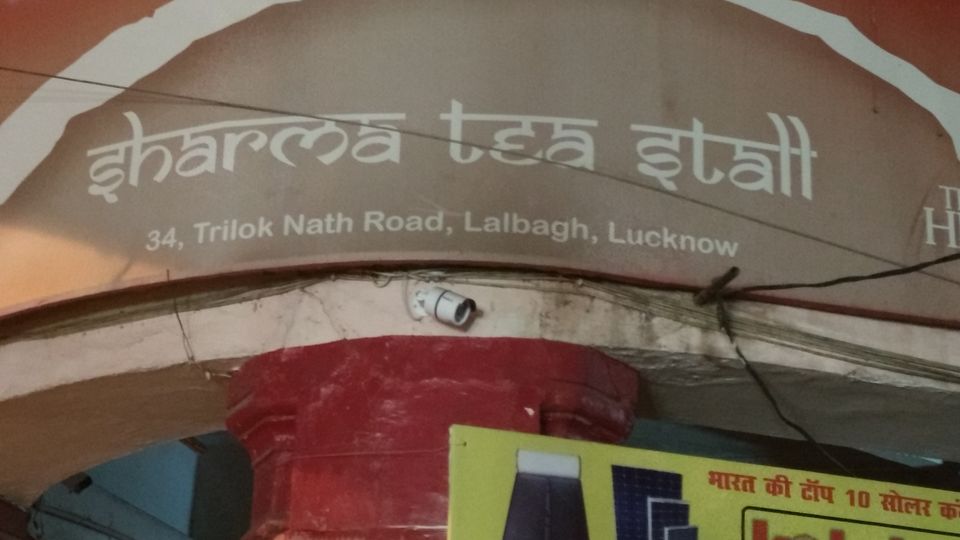 sharma tea stall
34, Trilok Nath Road, Lalbagh, Lucknow
भारत की टॉप 10 सोलर